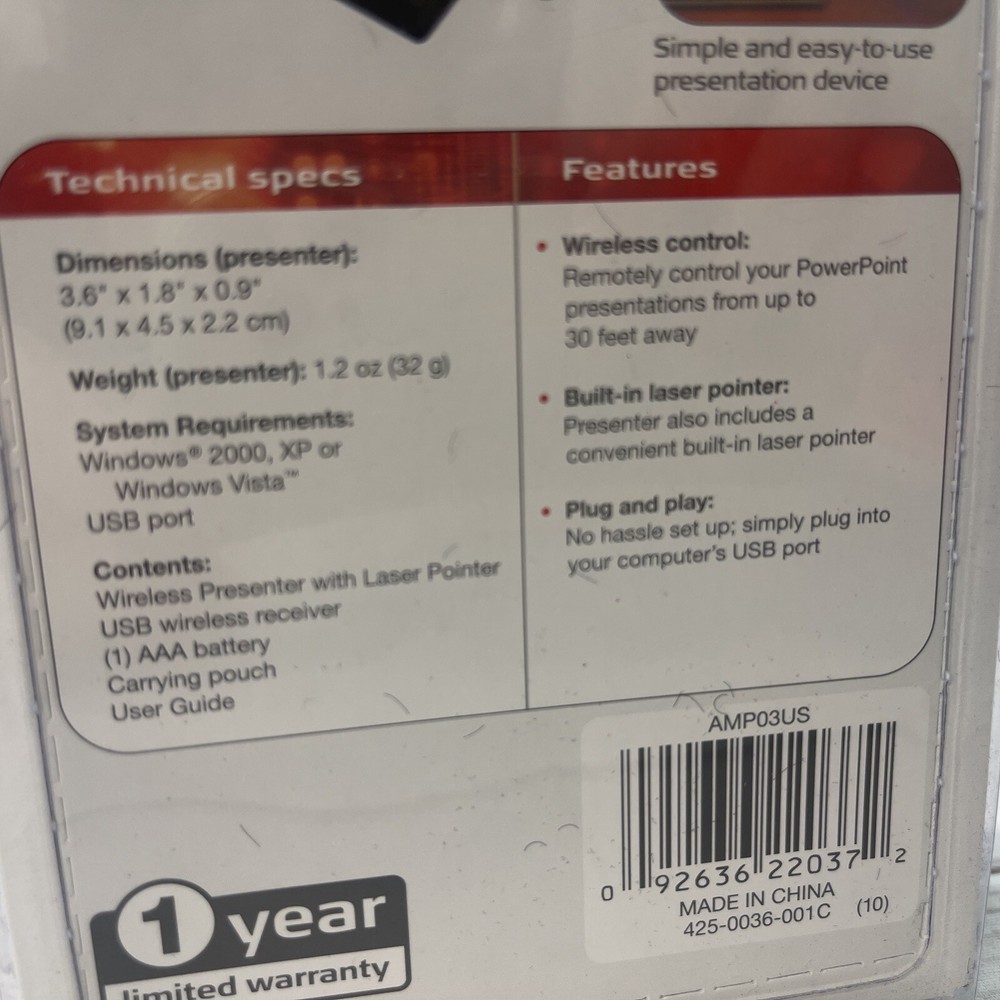 Simple and easy-to-use
presentation device
Technical specs
Dimensions (presenter):
3.6" x 1.8" x 0.9"
(9.1 x 4.5 x 2.2 cm)
Weight (presenter): 1.2 oz (32 g)
System Requirements:
Windows® 2000, XP or
Windows Vista™
USB port
Contents:
Wireless Presenter with Laser Pointer
USB wireless receiver
(1) AAA battery
Carrying pouch
User Guide
Features
• Wireless control:
Remotely control your PowerPoint
presentations from up to
30 feet away
• Built-in laser pointer:
Presenter also includes a
convenient built-in laser pointer
• Plug and play:
No hassle set up; simply plug into
your computer's USB port
AMP03US
0 92636 22037 2
MADE IN CHINA
425-0036-001C (10)
1 year
limited warranty